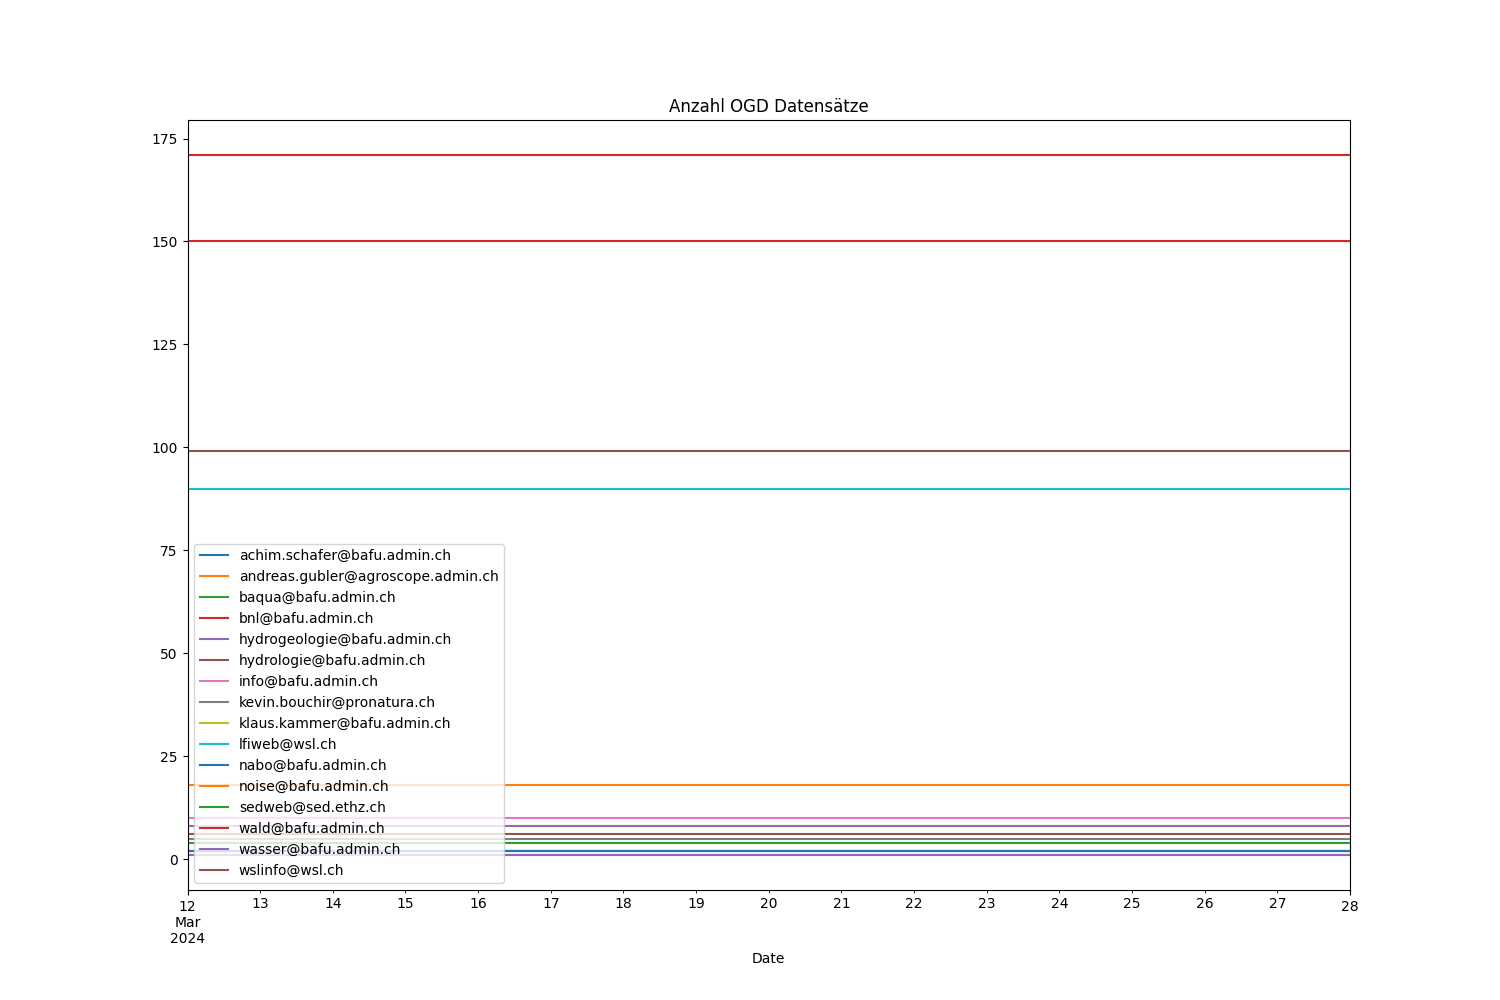 Anzahl OGD Datensätze
175
150
125
100
75
50
25
0
achim.schafer@bafu.admin.ch
andreas.gubler@agroscope.admin.ch
baqua@bafu.admin.ch
bnl@bafu.admin.ch
hydrogeologie@bafu.admin.ch
hydrologie@bafu.admin.ch
info@bafu.admin.ch
kevin.bouchir@pronatura.ch
klaus.kammer@bafu.admin.ch
lfiweb@wsl.ch
nabo@bafu.admin.ch
noise@bafu.admin.ch
sedweb@sed.ethz.ch
wald@bafu.admin.ch
wasser@bafu.admin.ch
wslinfo@wsl.ch
12 13 14 15 16 17 18 19 20 21 22 23 24 25 26 27 28
Mar
2024
Date